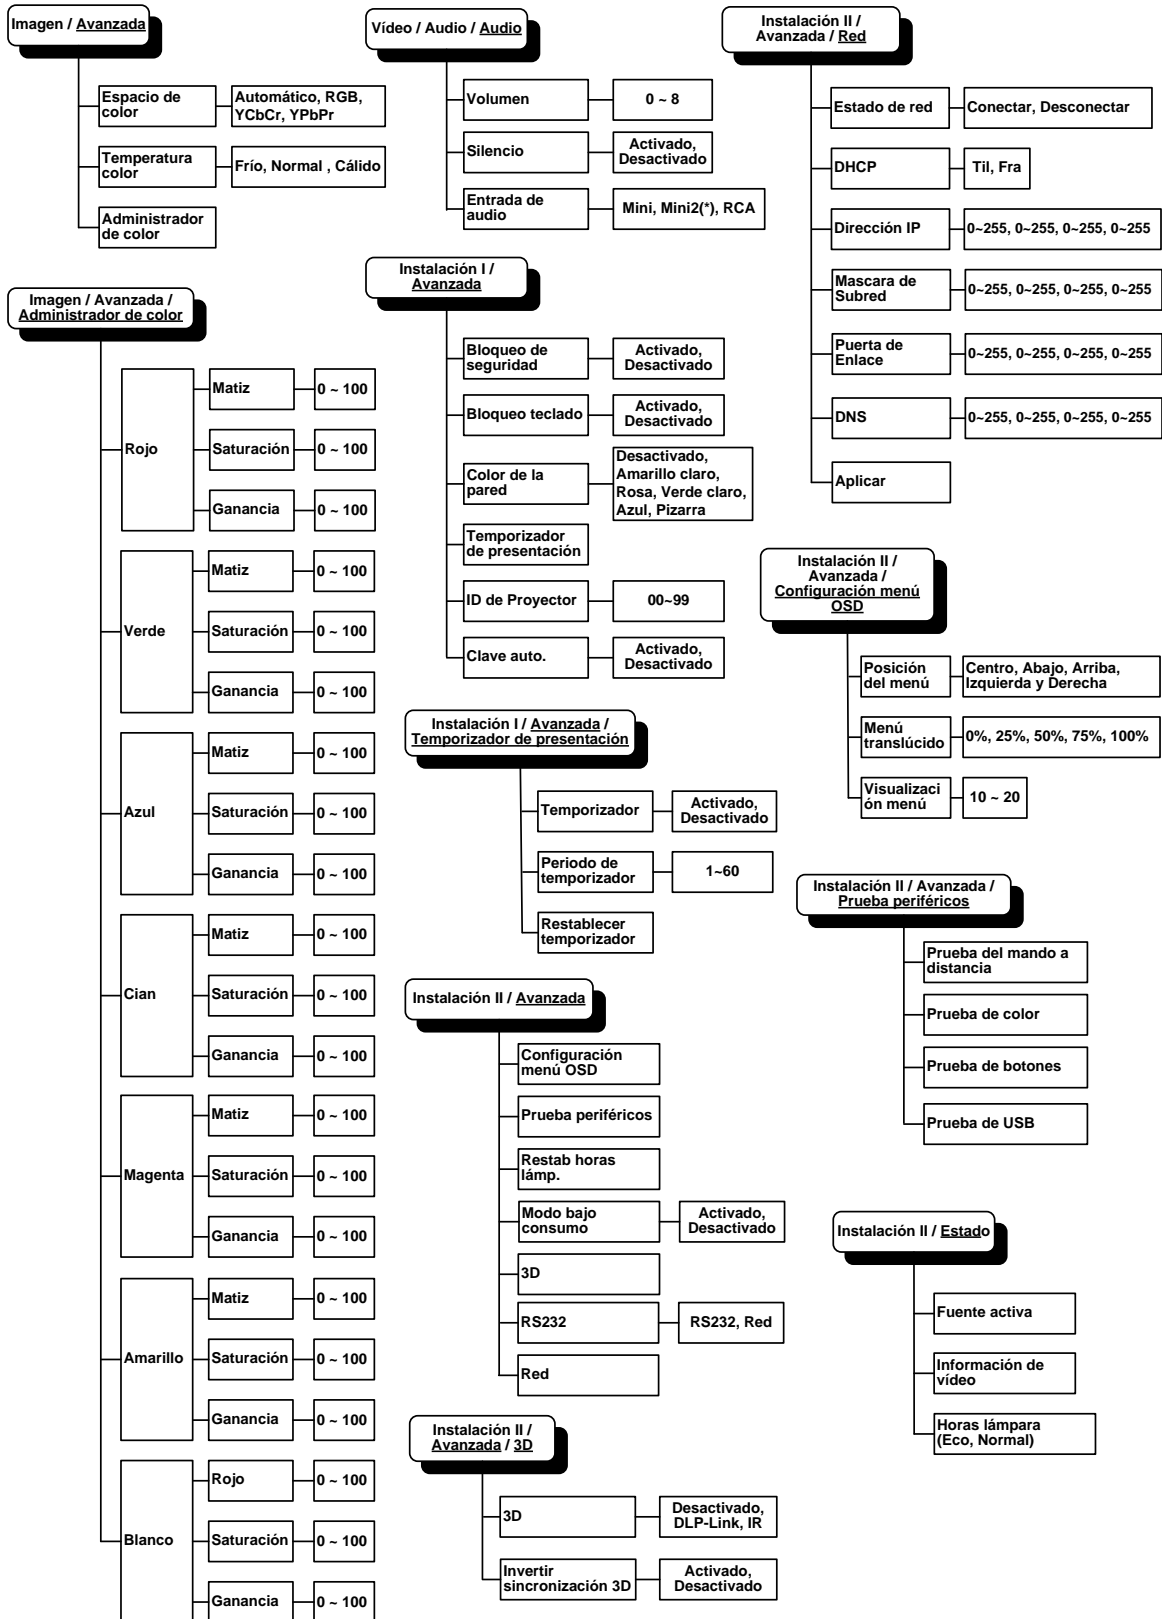 Imagen / Avanzada
Espacio de
color
Automático, RGB,
YCbCr, YPbPr
Temperatura
color
Frío, Normal , Cálido
Administrador
de color
Imagen / Avanzada /
Administrador de color
Rojo
Matiz
0 ~ 100
Saturación
0 ~ 100
Ganancia
0 ~ 100
Verde
Matiz
0 ~ 100
Saturación
0 ~ 100
Ganancia
0 ~ 100
Azul
Matiz
0 ~ 100
Saturación
0 ~ 100
Ganancia
0 ~ 100
Cian
Matiz
0 ~ 100
Saturación
0 ~ 100
Ganancia
0 ~ 100
Magenta
Matiz
0 ~ 100
Saturación
0 ~ 100
Ganancia
0 ~ 100
Amarillo
Matiz
0 ~ 100
Saturación
0 ~ 100
Ganancia
0 ~ 100
Blanco
Rojo
0 ~ 100
Saturación
0 ~ 100
Ganancia
0 ~ 100
Vídeo / Audio / Audio
Volumen
0 ~ 8
Silencio
Activado,
Desactivado
Entrada de
audio
Mini, Mini2(*), RCA
Instalación I /
Avanzada
Bloqueo de
seguridad
Activado,
Desactivado
Bloqueo teclado
Activado,
Desactivado
Color de la
pared
Desactivado,
Amarillo claro,
Rosa, Verde claro,
Azul, Pizarra
Temporizador
de presentación
ID de Proyector
00~99
Clave auto.
Activado,
Desactivado
Instalación I / Avanzada /
Temporizador de presentación
Temporizador
Activado,
Desactivado
Periodo de
temporizador
1~60
Restablecer
temporizador
Instalación II / Avanzada
Configuración
menú OSD
Prueba periféricos
Restab horas
lámp.
Modo bajo
consumo
Activado,
Desactivado
3D
RS232
RS232, Red
Red
Instalación II /
Avanzada / 3D
3D
Desactivado,
DLP-Link, IR
Invertir
sincronización 3D
Activado,
Desactivado
Instalación II /
Avanzada / Red
Estado de red
Conectar, Desconectar
DHCP
Til, Fra
Dirección IP
0~255, 0~255, 0~255, 0~255
Mascara de
Subred
0~255, 0~255, 0~255, 0~255
Puerta de
Enlace
0~255, 0~255, 0~255, 0~255
DNS
0~255, 0~255, 0~255, 0~255
Aplicar
Instalación II /
Avanzada /
Configuración menú
OSD
Posición
del menú
Centro, Abajo, Arriba,
Izquierda y Derecha
Menú
translúcido
0%, 25%, 50%, 75%, 100%
Visualizaci
ón menú
10 ~ 20
Instalación II / Avanzada /
Prueba periféricos
Prueba del mando a
distancia
Prueba de color
Prueba de botones
Prueba de USB
Instalación II / Estado
Fuente activa
Información de
vídeo
Horas lámpara
(Eco, Normal)